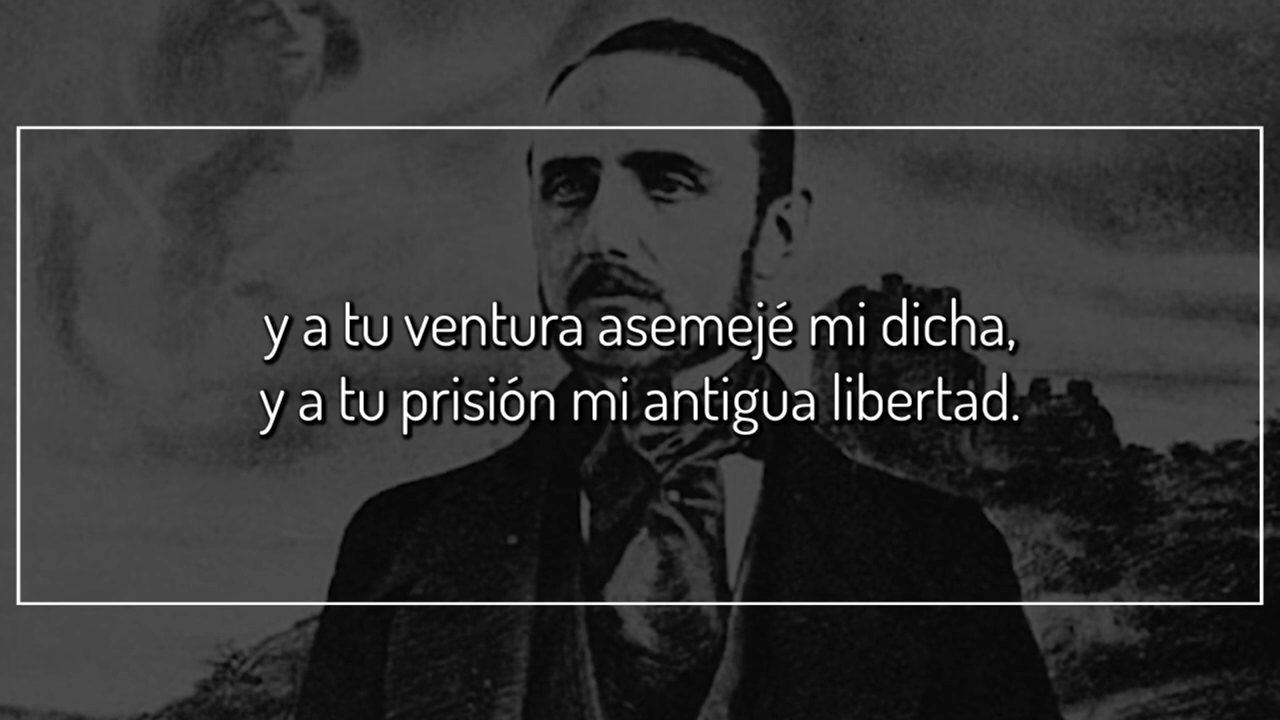 y a tu ventura asemejé mi dicha,
y a tu prisión mi antigua libertad.